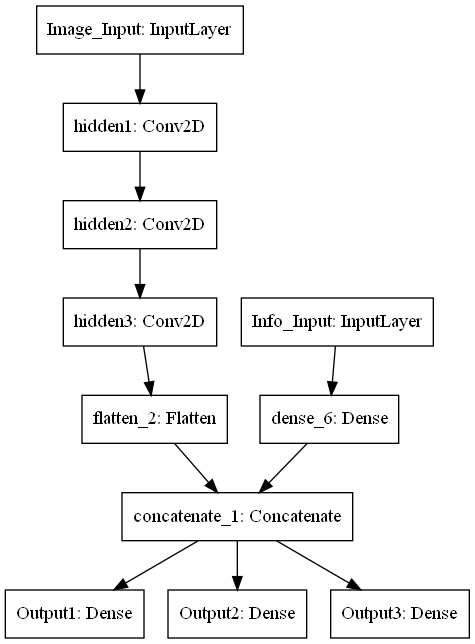 Image_Input: InputLayer
hidden1: Conv2D
hidden2: Conv2D
hidden3: Conv2D
Info_Input: InputLayer
flatten_2: Flatten
dense_6: Dense
concatenate_1: Concatenate
Output1: Dense
Output2: Dense
Output3: Dense